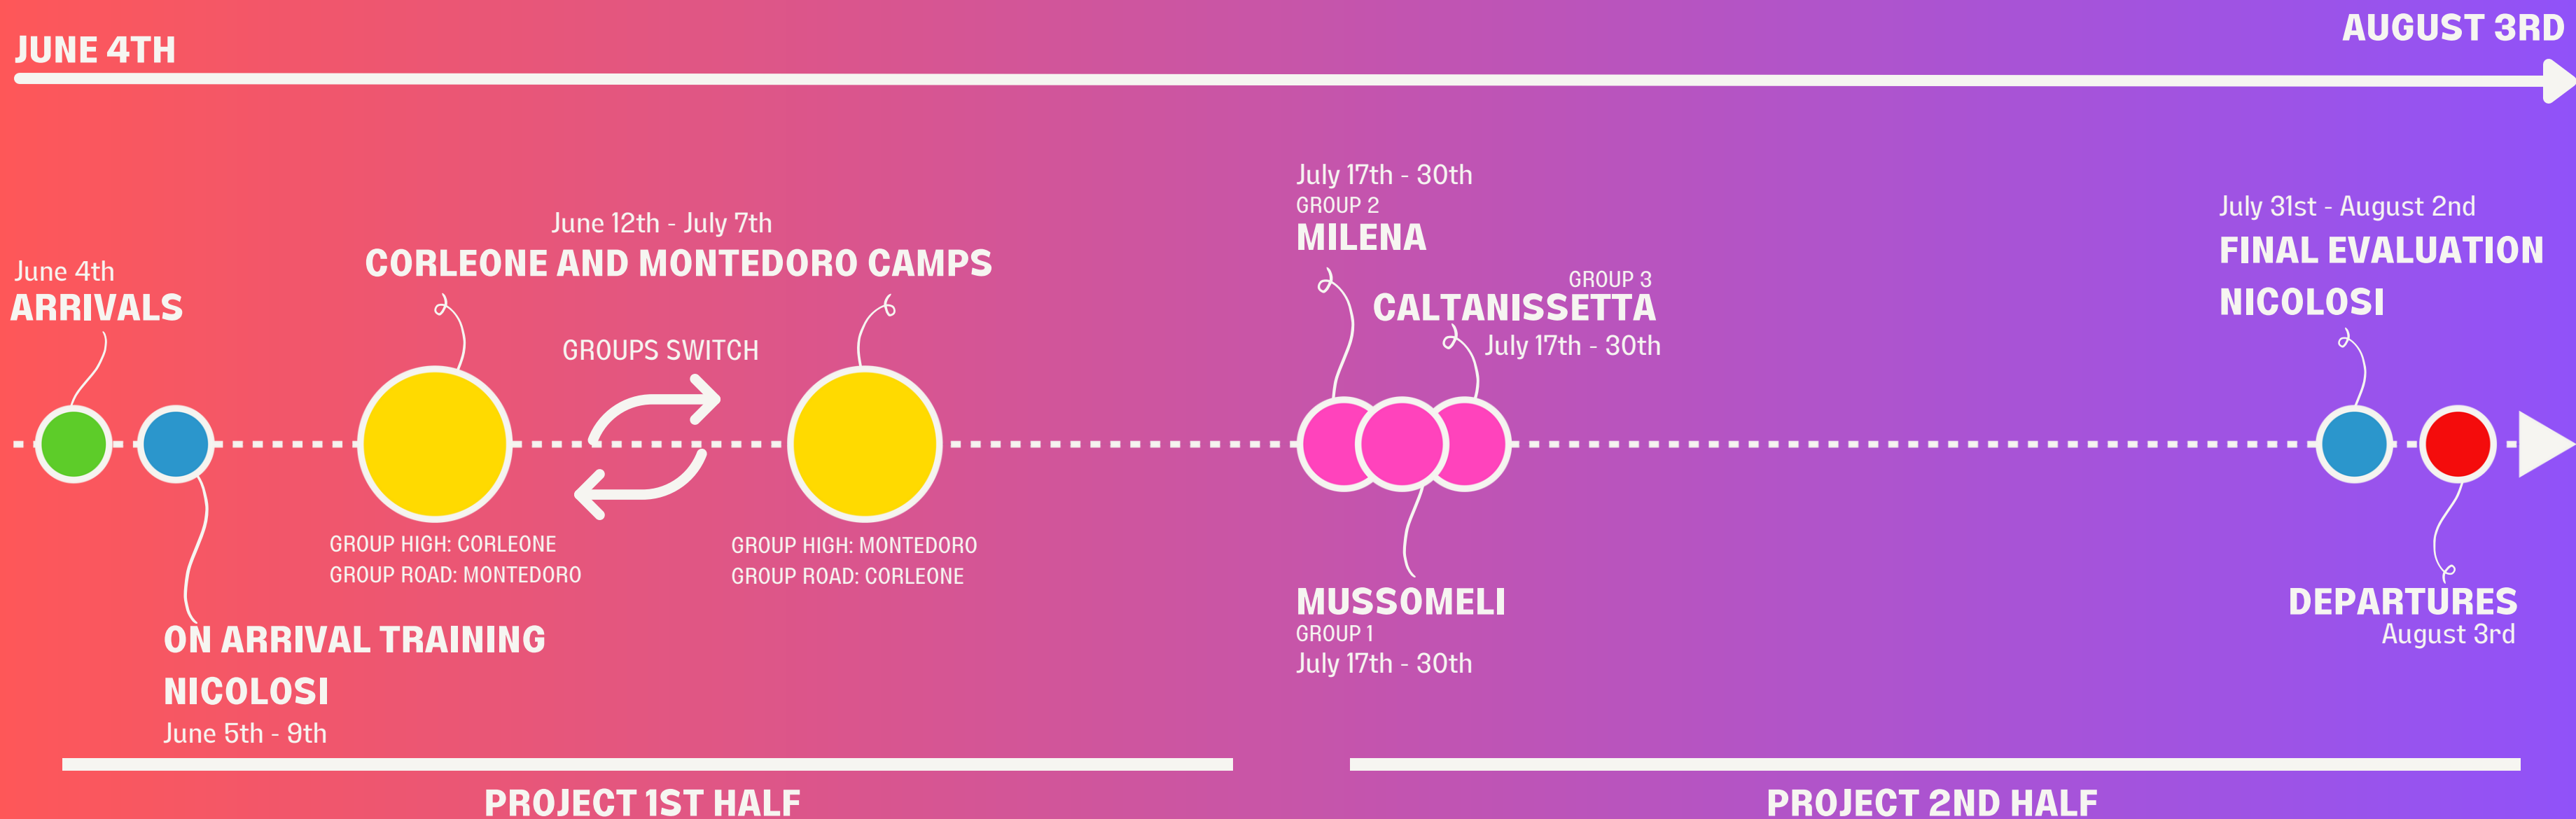 JUNE 4TH
AUGUST 3RD
June 4th
ARRIVALS
ON ARRIVAL TRAINING
NICOLOSI
June 5th - 9th
June 12th - July 7th
CORLEONE AND MONTEDORO CAMPS
GROUPS SWITCH
GROUP HIGH: CORLEONE
GROUP ROAD: MONTEDORO
GROUP HIGH: MONTEDORO
GROUP ROAD: CORLEONE
July 17th - 30th
GROUP 2
MILENA
GROUP 3
CALTANISSETTA
July 17th - 30th
MUSSOMELI
GROUP 1
July 17th - 30th
July 31st - August 2nd
FINAL EVALUATION
NICOLOSI
DEPARTURES
August 3rd
PROJECT 1ST HALF
PROJECT 2ND HALF